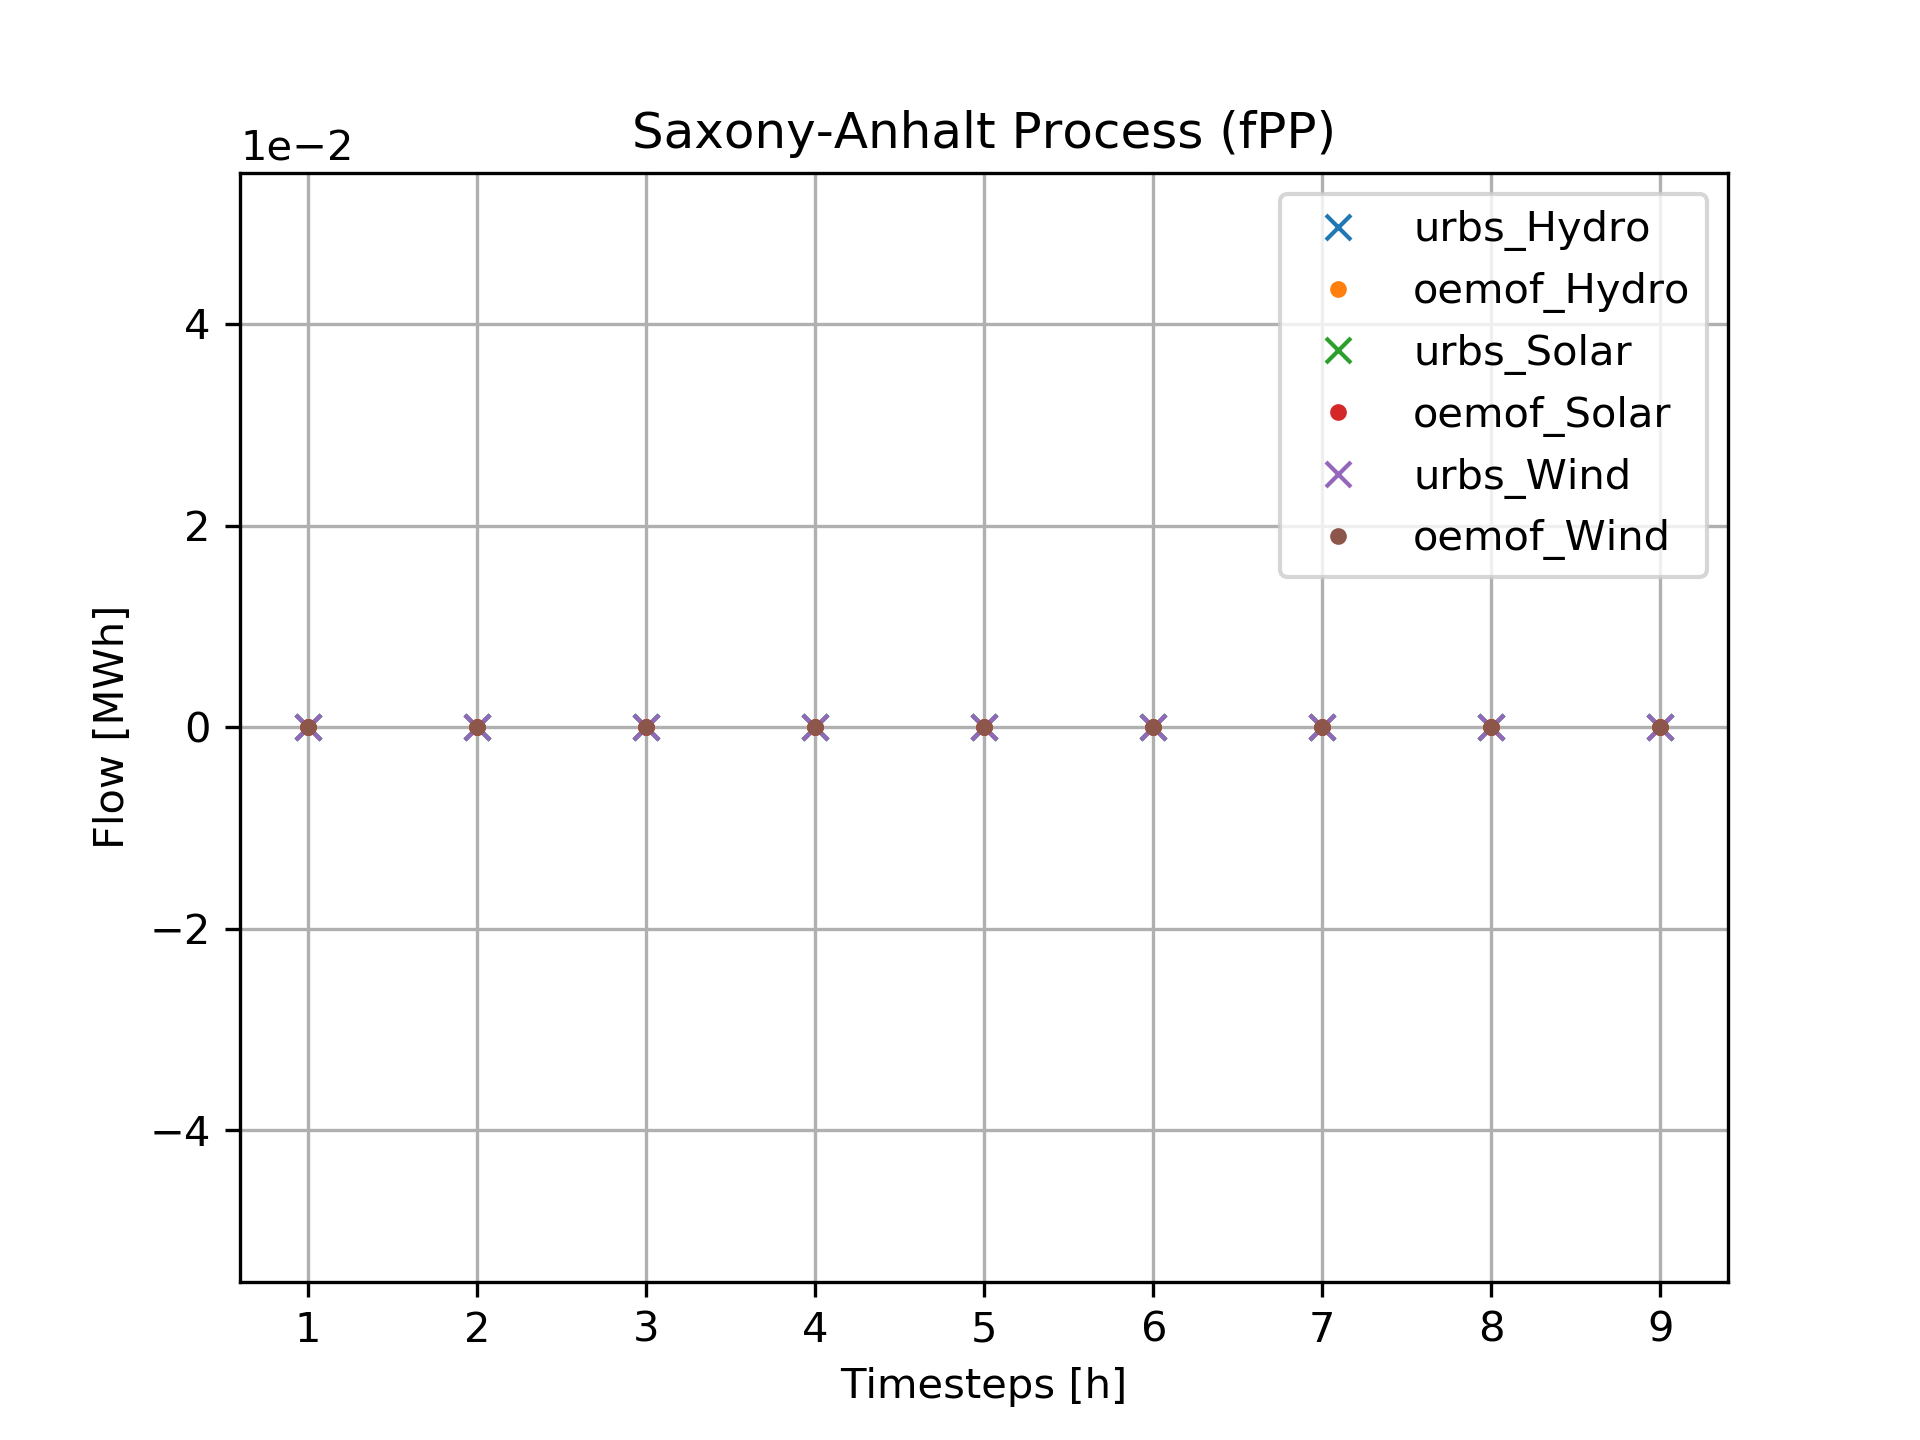 Saxony-Anhalt Process (fPP)
1e−2
urbs_Hydro
oemof_Hydro
urbs_Solar
oemof_Solar
urbs_Wind
oemof_Wind
4
2
0
−2
−4
Flow [MWh]
1 2 3 4 5 6 7 8 9
Timesteps [h]